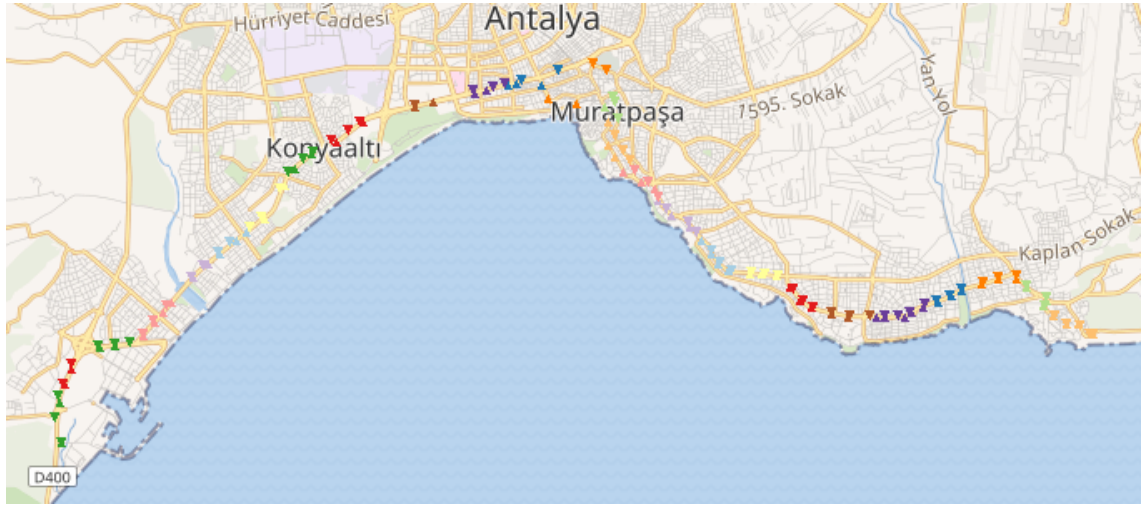 Hürriyet Caddesi
Antalya
Yan Yol
1595. Sokak
Muratpaşa
Konyaaltı
Kaplan Sokak
D400